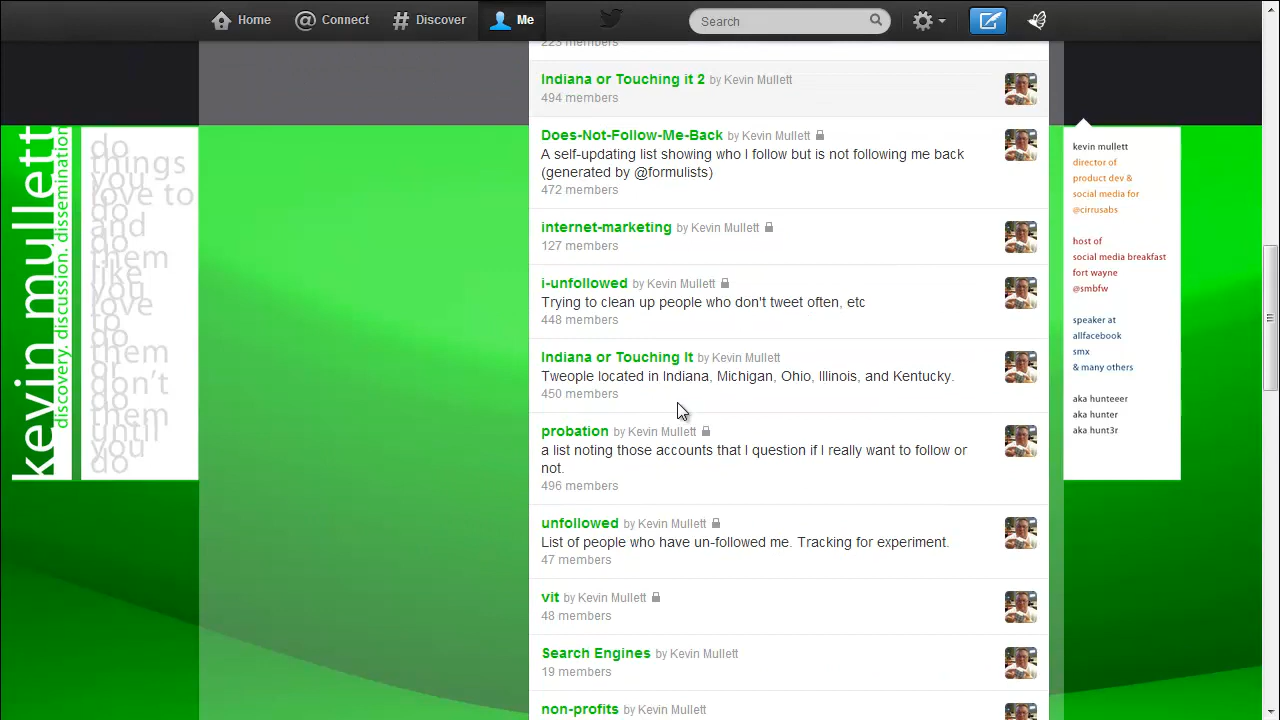 Home
Connect
Discover
Me
Search
223 members
Indiana or Touching it 2 by Kevin Mullett
494 members
Does-Not-Follow-Me-Back by Kevin Mullett
A self-updating list showing who I follow but is not following me back
(generated by @formulists)
472 members
internet-marketing by Kevin Mullett
127 members
i-unfollowed by Kevin Mullett
Trying to clean up people who don't tweet often, etc
448 members
Indiana or Touching It by Kevin Mullett
Tweople located in Indiana, Michigan, Ohio, Illinois, and Kentucky.
450 members
probation by Kevin Mullett
a list noting those accounts that I question if I really want to follow or
not.
496 members
unfollowed by Kevin Mullett
List of people who have un-followed me. Tracking for experiment.
47 members
vit by Kevin Mullett
48 members
Search Engines by Kevin Mullett
19 members
non-profits by Kevin Mullett
kevin mullett
discovery. discussion. dissemination
do
things
you
love to
do
and
do
them
like
you
love
to
do
them
or
don't
do
them
until
you
do
kevin mullett
director of
product dev &
social media for
@cirrusabs
host of
social media breakfast
fort wayne
@smbfw
speaker at
allfacebook
smx
& many others
aka hunteeer
aka hunter
aka hunt3r